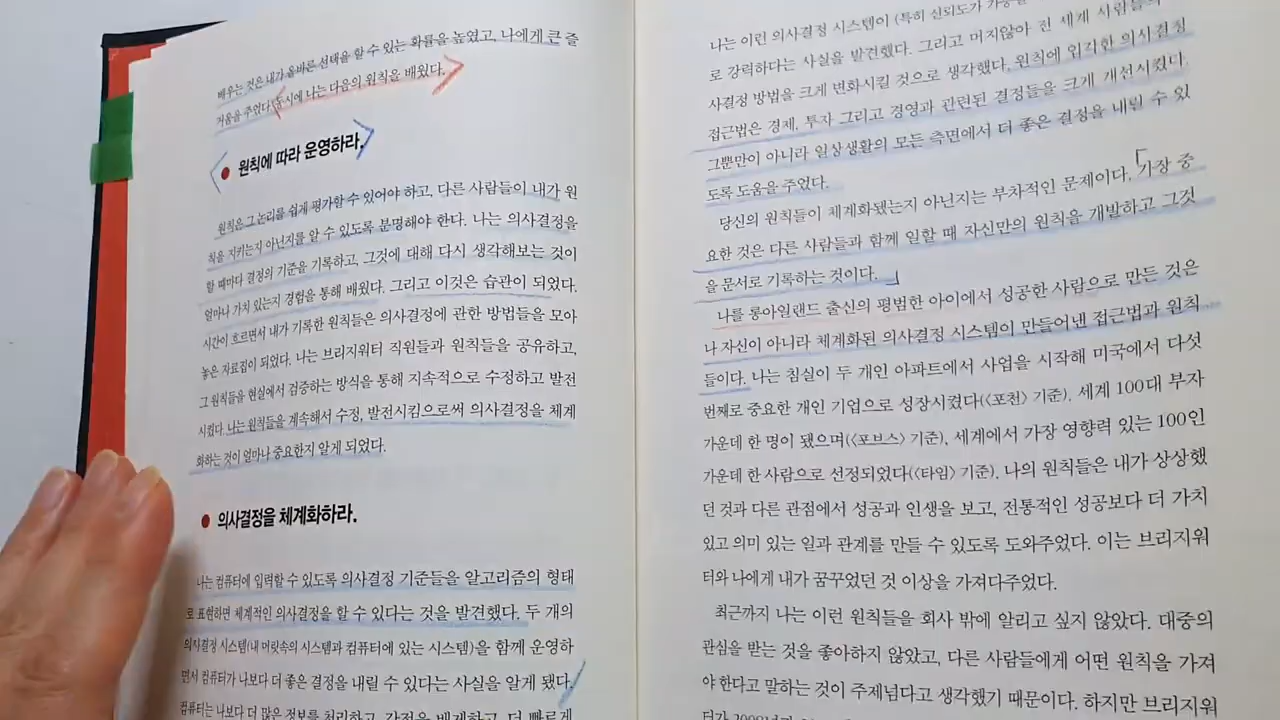 배우는 것은 내가 올바른 선택을 할 수 있는 확률을 높였고, 나에게 큰 즐
거움을 주었다. 동시에 나는 다음의 원칙을 배웠다.
● 원칙에 따라 운영하라.
원칙은 그 논리를 쉽게 평가할 수 있어야 하고, 다른 사람들이 내가 원
칙을 지키는지 아닌지를 알 수 있도록 분명해야 한다. 나는 의사결정을
할 때마다 결정의 기준을 기록하고, 그것에 대해 다시 생각해보는 것이
얼마나 가치 있는지 경험을 통해 배웠다. 그리고 이것은 습관이 되었다.
시간이 흐르면서 내가 기록한 원칙들은 의사결정에 관한 방법들을 모아
놓은 자료집이 되었다. 나는 브리지워터 직원들과 원칙들을 공유하고,
그 원칙들을 현실에서 검증하는 방식을 통해 지속적으로 수정하고 발전
시켰다. 나는 원칙들을 계속해서 수정, 발전시킴으로써 의사결정을 체계
화하는 것이 얼마나 중요한지 알게 되었다.
● 의사결정을 체계화하라.
나는 컴퓨터에 입력할 수 있도록 의사결정 기준들을 알고리즘의 형태
로 표현하면 체계적인 의사결정을 할 수 있다는 것을 발견했다. 두 개의
의사결정 시스템(내 머릿속의 시스템과 컴퓨터에 있는 시스템)을 함께 운영하
면서 컴퓨터가 나보다 더 좋은 결정을 내릴 수 있다는 사실을 알게 됐다.
컴퓨터는 나보다 더 많은 정보를 처리하고, 감정을 배제하고, 더 빠르게
나는 이런 의사결정 시스템이 (특히 신뢰도가
로 강력하다는 사실을 발견했다. 그리고 머지않아 전 세계 사람들의
사결정 방법을 크게 변화시킬 것으로 생각했다. 원칙에 입각한 의사결정
접근법은 경제, 투자 그리고 경영과 관련된 결정들을 크게 개선시켰다.
그뿐만이 아니라 일상생활의 모든 측면에서 더 좋은 결정을 내릴 수 있
도록 도움을 주었다.
당신의 원칙들이 체계화됐는지 아닌지는 부차적인 문제이다. 가장 중
요한 것은 다른 사람들과 함께 일할 때 자신만의 원칙을 개발하고 그것
을 문서로 기록하는 것이다.
나를 롱아일랜드 출신의 평범한 아이에서 성공한 사람으로 만든 것은
나 자신이 아니라 체계화된 의사결정 시스템이 만들어낸 접근법과 원칙
들이다. 나는 침실이 두 개인 아파트에서 사업을 시작해 미국에서 다섯
번째로 중요한 개인 기업으로 성장시켰다(〈포천〉 기준). 세계 100대 부자
가운데 한 명이 됐으며(〈포브스〉 기준), 세계에서 가장 영향력 있는 100인
가운데 한 사람으로 선정되었다(〈타임〉 기준). 나의 원칙들은 내가 상상했
던 것과 다른 관점에서 성공과 인생을 보고, 전통적인 성공보다 더 가치
있고 의미 있는 일과 관계를 만들 수 있도록 도와주었다. 이는 브리지워
터와 나에게 내가 꿈꾸었던 것 이상을 가져다주었다.
최근까지 나는 이런 원칙들을 회사 밖에 알리고 싶지 않았다. 대중의
관심을 받는 것을 좋아하지 않았고, 다른 사람들에게 어떤 원칙을 가져
야 한다고 말하는 것이 주제넘다고 생각했기 때문이다. 하지만 브리지워